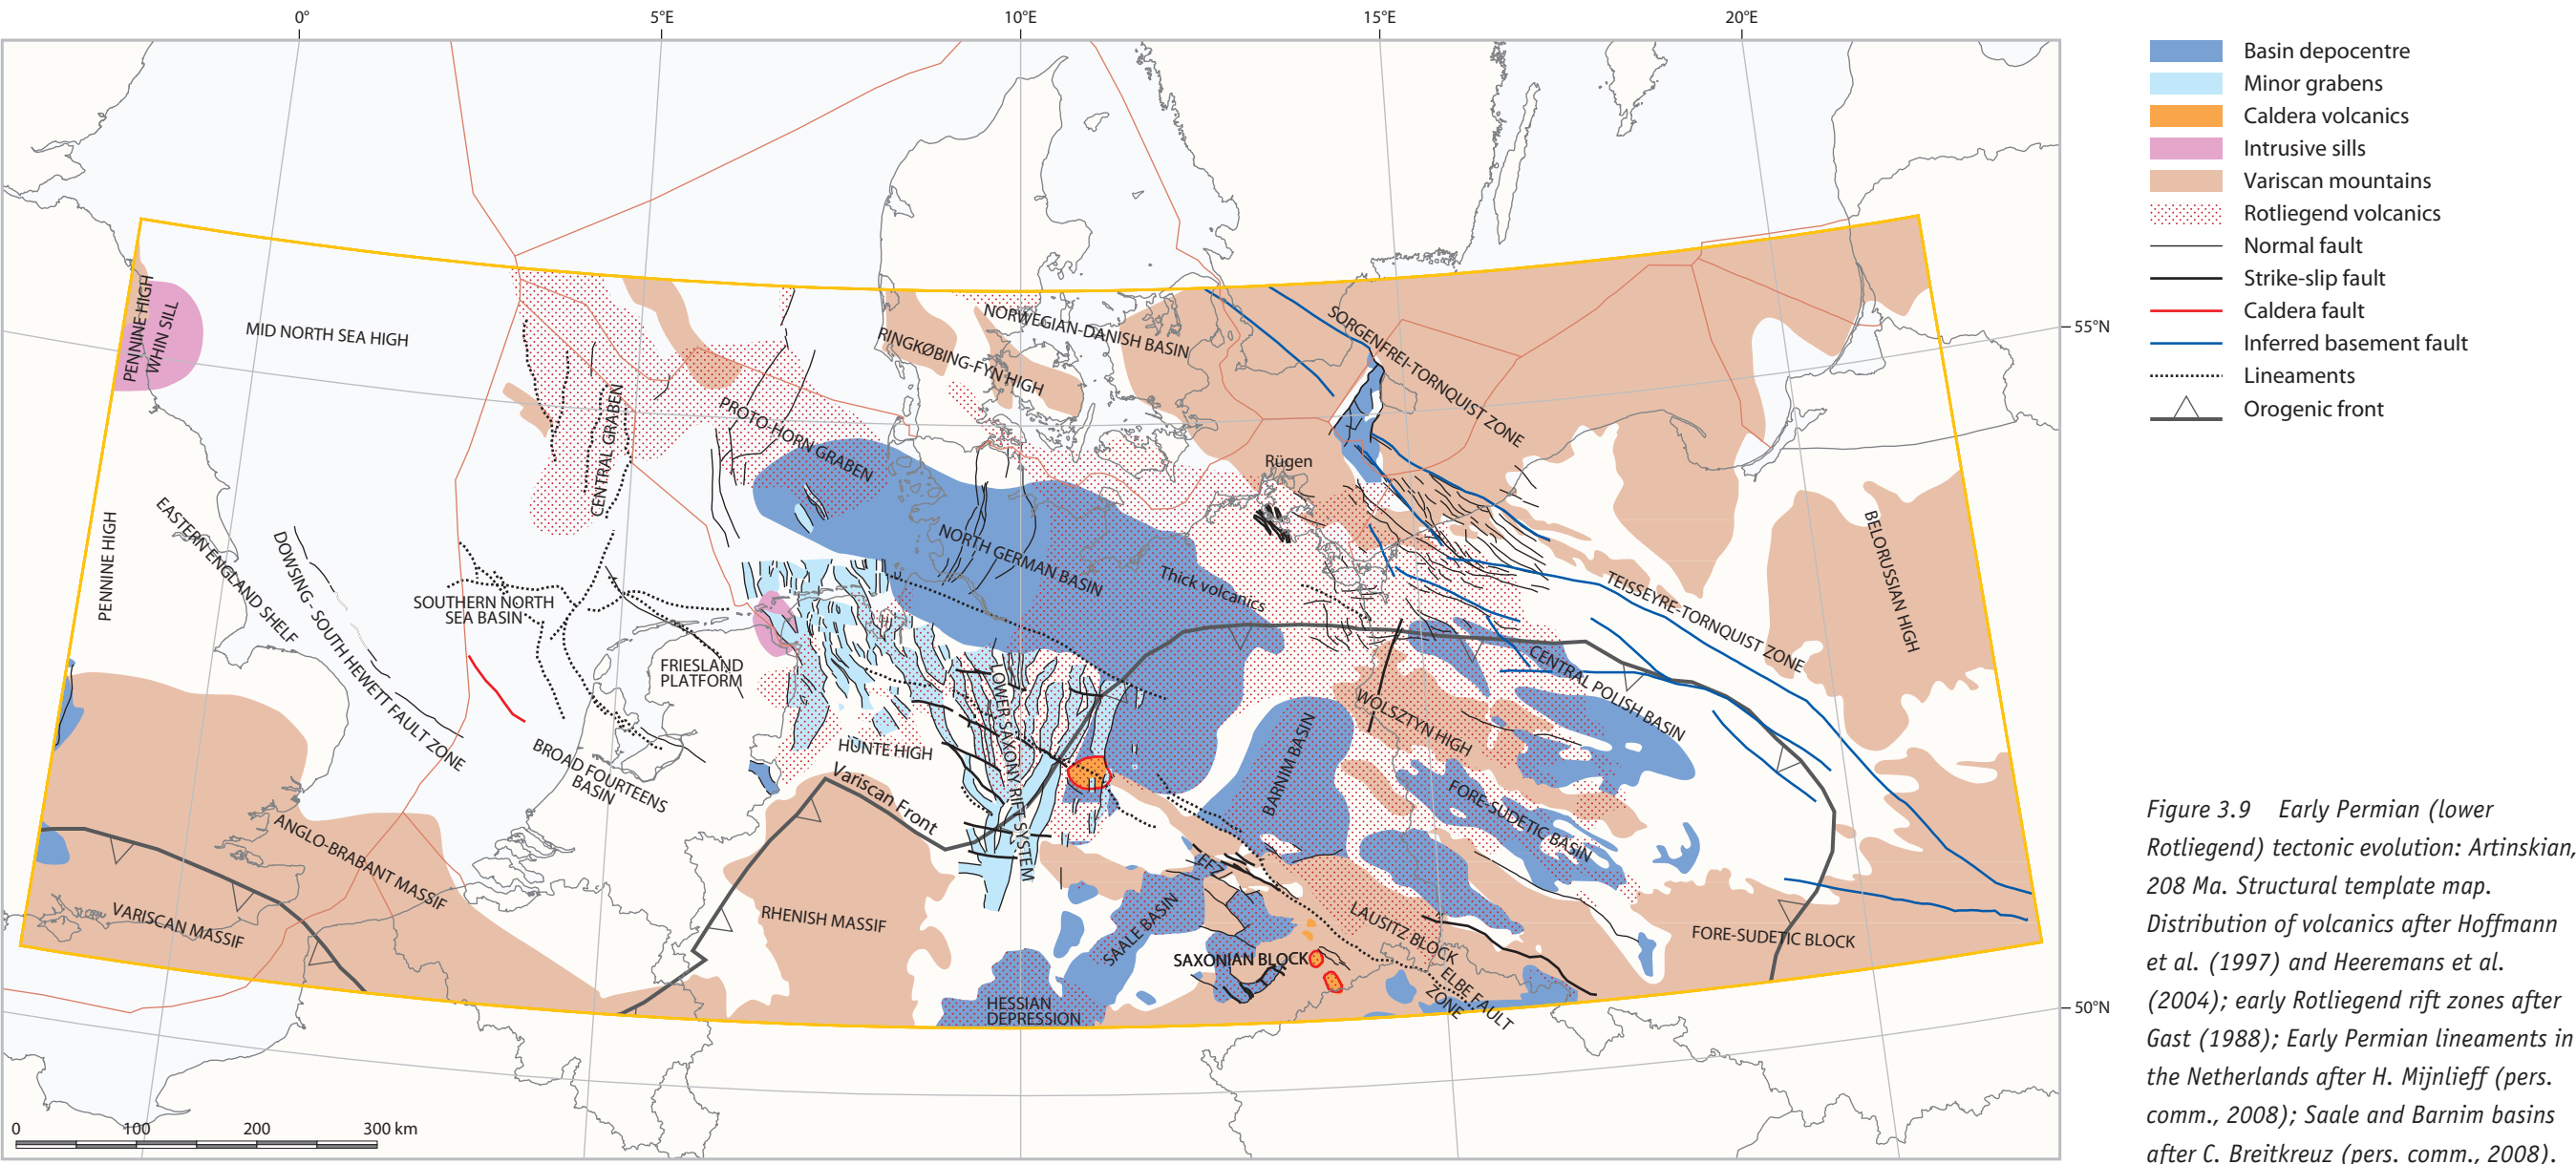 0°
5°E
10°E
15°E
20°E
55°N
50°N
PENNINE HIGH
WHIN SILL
MID NORTH SEA HIGH
CENTRAL GRABEN
PROTO-HORN GRABEN
RINGKØBING-FYN HIGH
NORWEGIAN-DANISH BASIN
SORGENFREI-TORNQUIST ZONE
Rügen
PENNINE HIGH
EASTERN ENGLAND SHELF
DOWSING - SOUTH HEWETT FAULT ZONE
SOUTHERN NORTH
SEA BASIN
FRIESLAND
PLATFORM
BROAD FOURTEENS
BASIN
NORTH GERMAN BASIN
Thick volcanics
TEISSEYRE-TORNQUIST ZONE
BELORUSSIAN HIGH
CENTRAL POLISH BASIN
WOLSZTYN HIGH
LOWER SAXONY RIFT SYSTEM
HUNTE HIGH
Variscan Front
BARNIM BASIN
FORE-SUDETIC BASIN
ANGLO-BRABANT MASSIF
VARISCAN MASSIF
RHENISH MASSIF
EFZ
SAALE BASIN
LAUSITZ BLOCK
SAXONIAN BLOCK
ELBE FAULT
ZONE
FORE-SUDETIC BLOCK
HESSIAN
DEPRESSION
0 100 200 300 km
Basin depocentre
Minor grabens
Caldera volcanics
Intrusive sills
Variscan mountains
Rotliegend volcanics
Normal fault
Strike-slip fault
Caldera fault
Inferred basement fault
Lineaments
Orogenic front
Figure 3.9 Early Permian (lower
Rotliegend) tectonic evolution: Artinskian,
208 Ma. Structural template map.
Distribution of volcanics after Hoffmann
et al. (1997) and Heeremans et al.
(2004); early Rotliegend rift zones after
Gast (1988); Early Permian lineaments in
the Netherlands after H. Mijnlieff (pers.
comm., 2008); Saale and Barnim basins
after C. Breitkreuz (pers. comm., 2008).